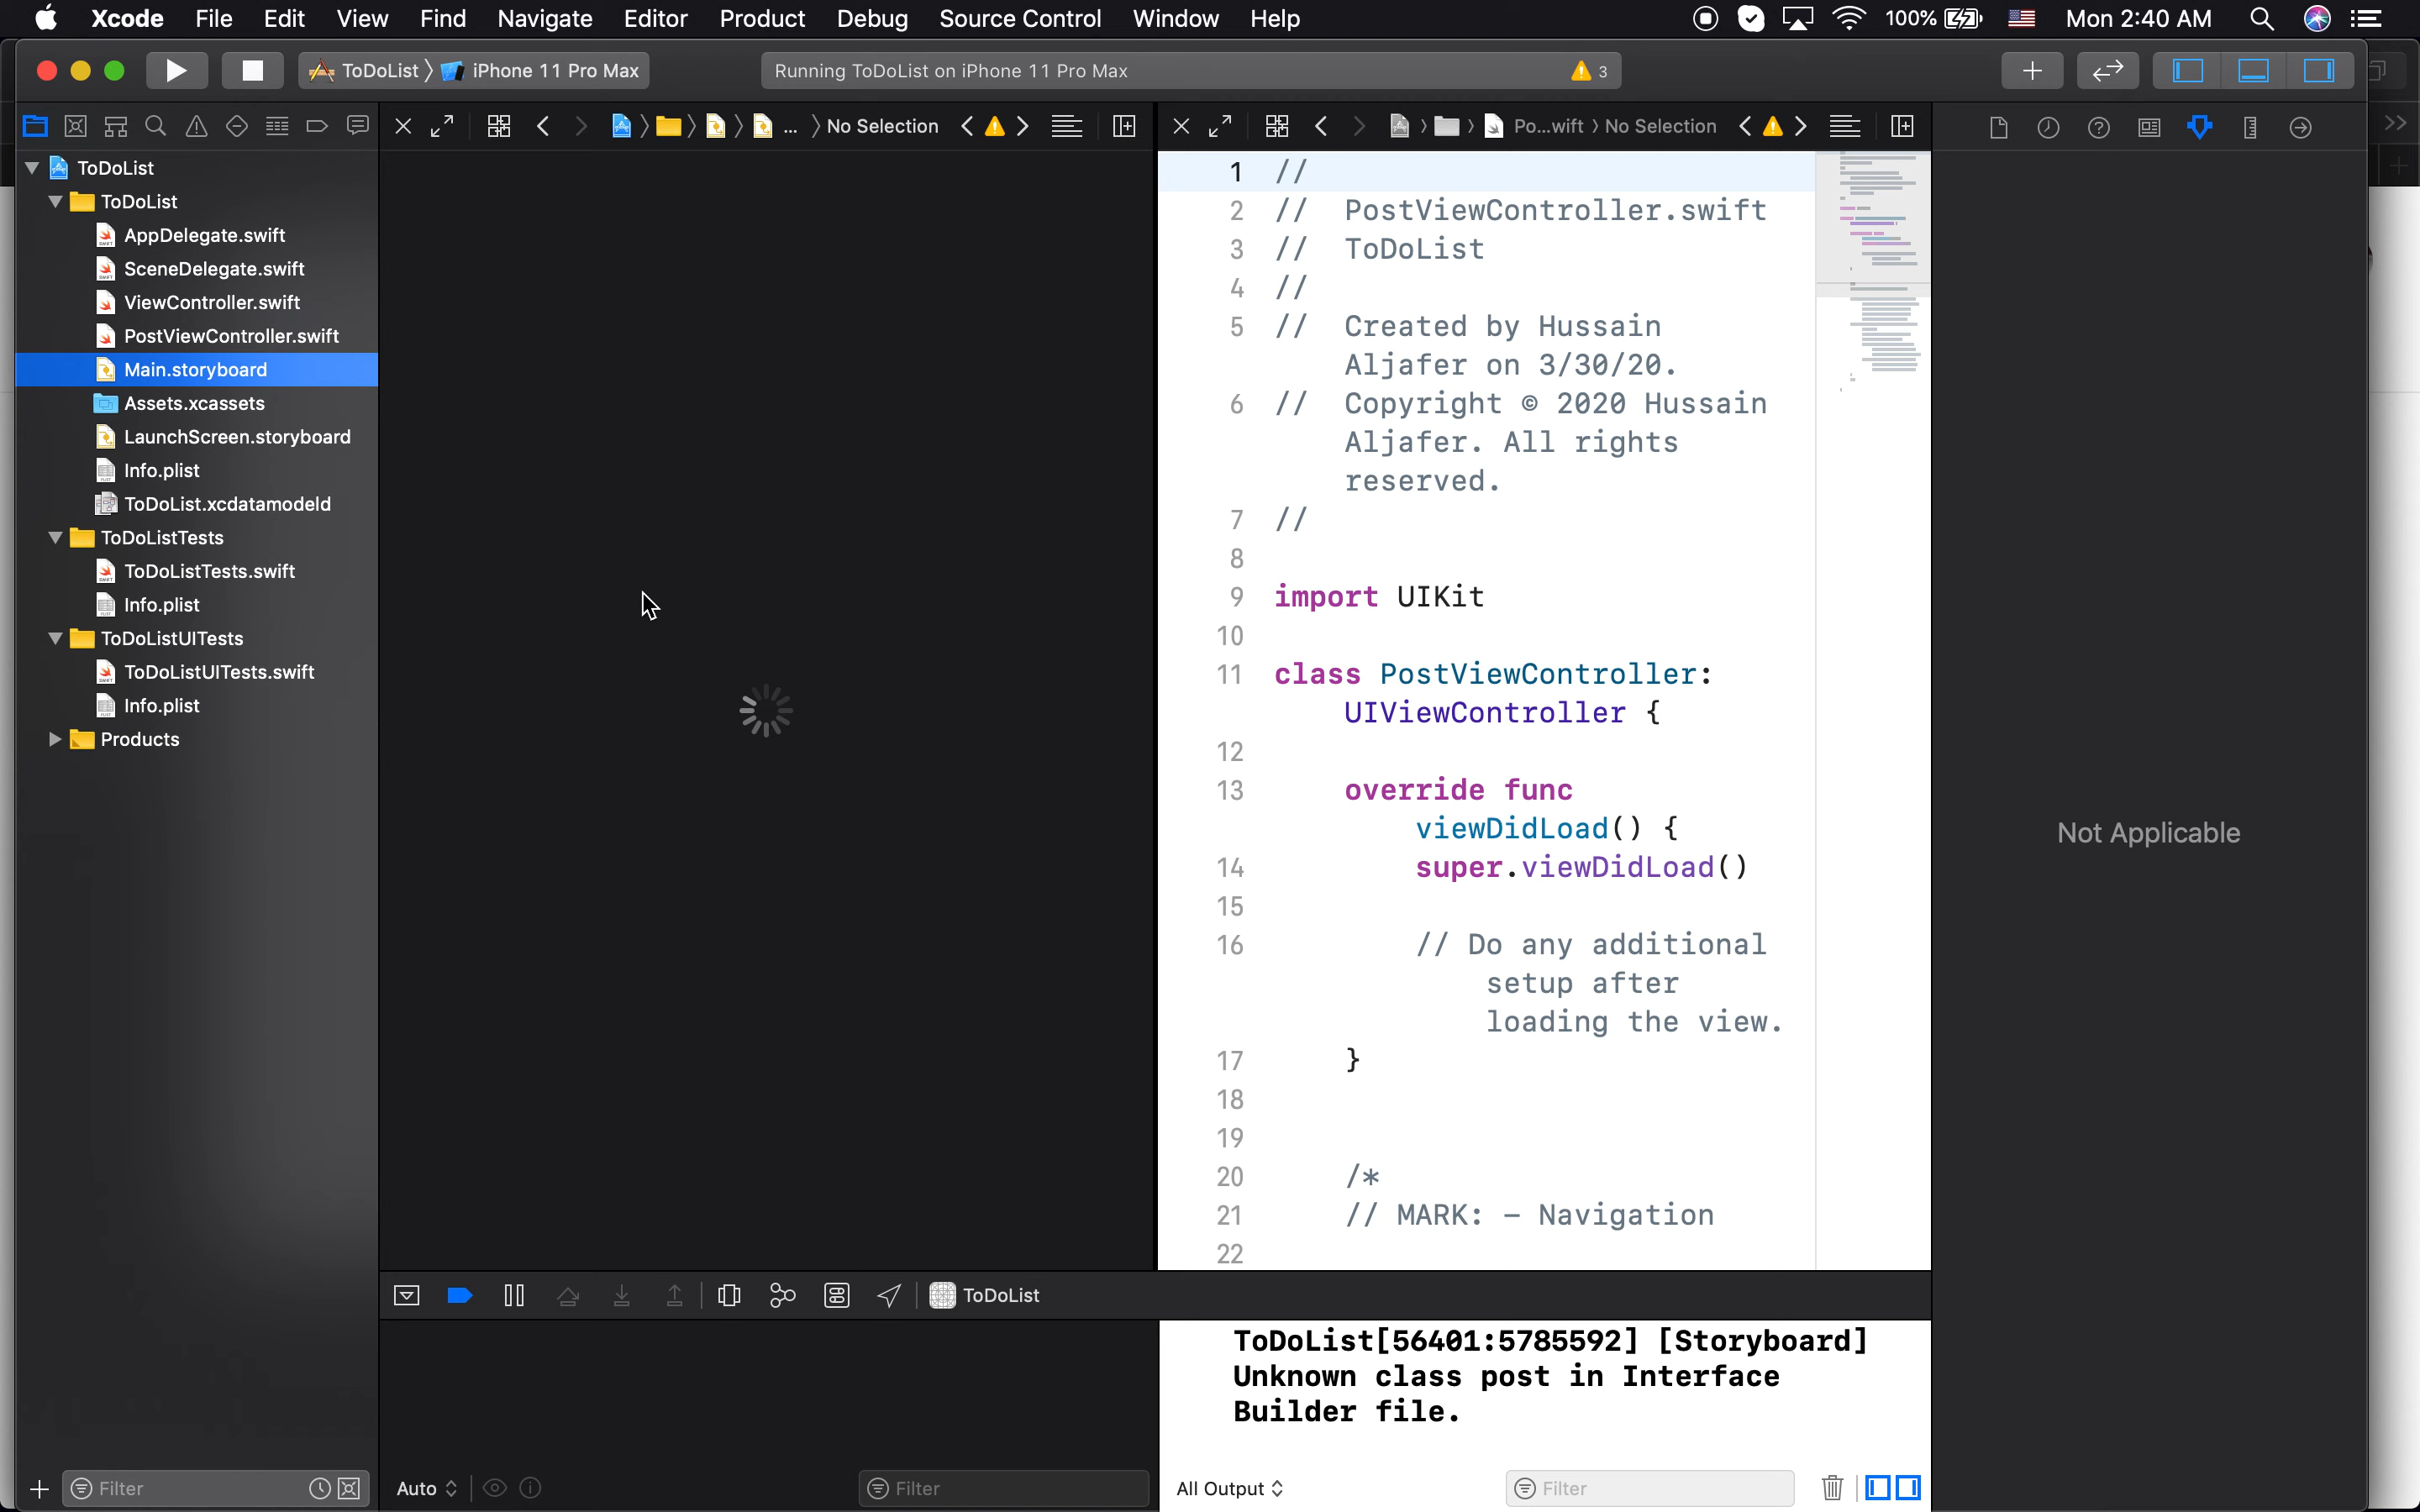 Xcode File Edit View Find Navigate Editor Product Debug Source Control Window Help 100% Mon 2:40 AM
ToDoList iPhone 11 Pro Max
Running ToDoList on iPhone 11 Pro Max 3
... No Selection
Po...wift No Selection
ToDoList
ToDoList
AppDelegate.swift
SceneDelegate.swift
ViewController.swift
PostViewController.swift
Main.storyboard
Assets.xcassets
LaunchScreen.storyboard
Info.plist
ToDoList.xcdatamodeld
ToDoListTests
ToDoListTests.swift
Info.plist
ToDoListUITests
ToDoListUITests.swift
Info.plist
Products
1 //
2 // PostViewController.swift
3 // ToDoList
4 //
5 // Created by Hussain
Aljafer on 3/30/20.
6 // Copyright © 2020 Hussain
Aljafer. All rights
reserved.
7 //
8
9 import UIKit
10
11 class PostViewController:
UIViewController {
12
13 override func
viewDidLoad() {
14 super.viewDidLoad()
15
16 // Do any additional
setup after
loading the view.
17 }
18
19
20 /*
21 // MARK: - Navigation
22
Not Applicable
ToDoList
ToDoList[56401:5785592] [Storyboard]
Unknown class post in Interface
Builder file.
Filter
Auto
Filter
All Output
Filter